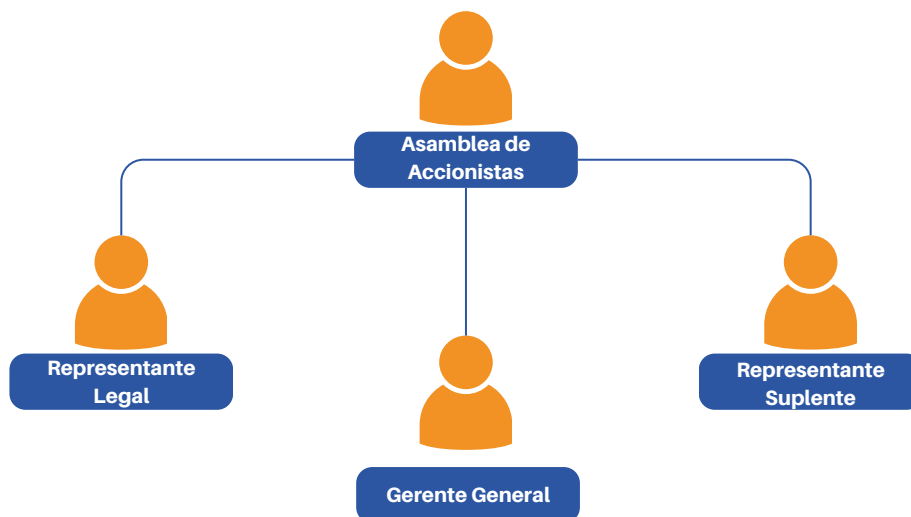 Asamblea de
Accionistas
Representante
Legal
Representante
Suplente
Gerente General